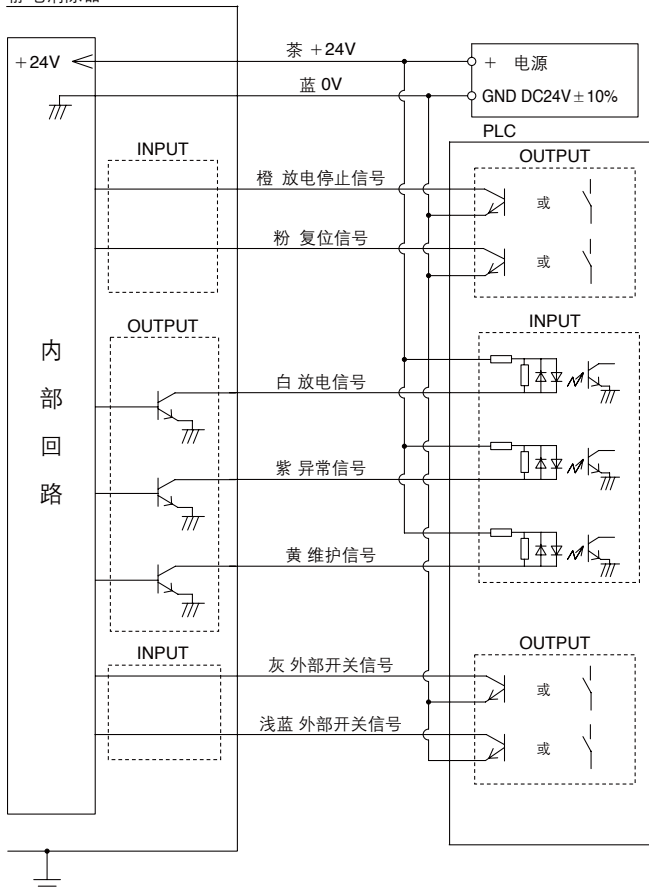 静电消除器
+24V
茶 +24V
+ 电源
蓝 0V
GND DC24V±10%
PLC
INPUT
OUTPUT
橙 放电停止信号
或
粉 复位信号
或
OUTPUT
INPUT
内部回路
白 放电信号
紫 异常信号
黄 维护信号
INPUT
OUTPUT
灰 外部开关信号
或
浅蓝 外部开关信号
或